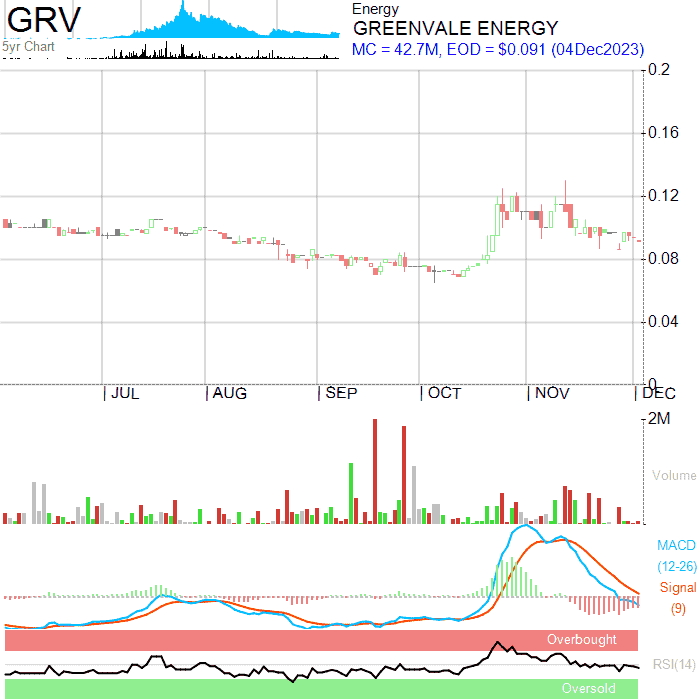 GRV
5yr Chart
Energy
GREENVALE ENERGY
MC = 42.7M, EOD = $0.091 (04Dec2023)
0.2
0.16
0.12
0.08
0.04
0
JUL AUG SEP OCT NOV DEC
2M
Volume
MACD
(12-26)
Signal
(9)
Overbought
RSI(14)
Oversold